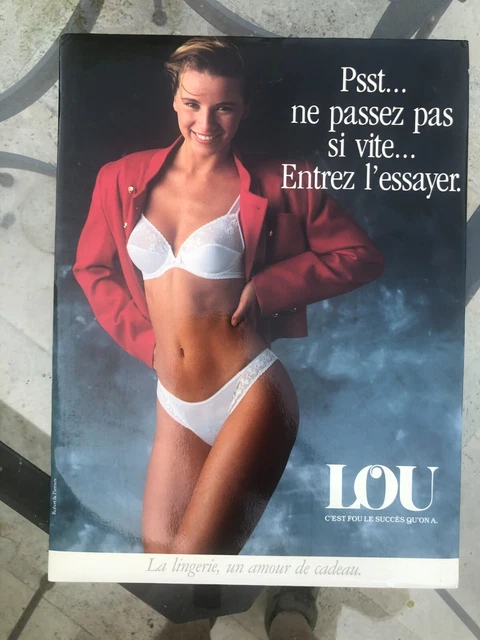 Psst...
ne passez pas
si vite...
Entrez l'essayer.
LOU
C'EST FOU LE SUCCÈS QU'ON A.
La lingerie, un amour de cadeau.